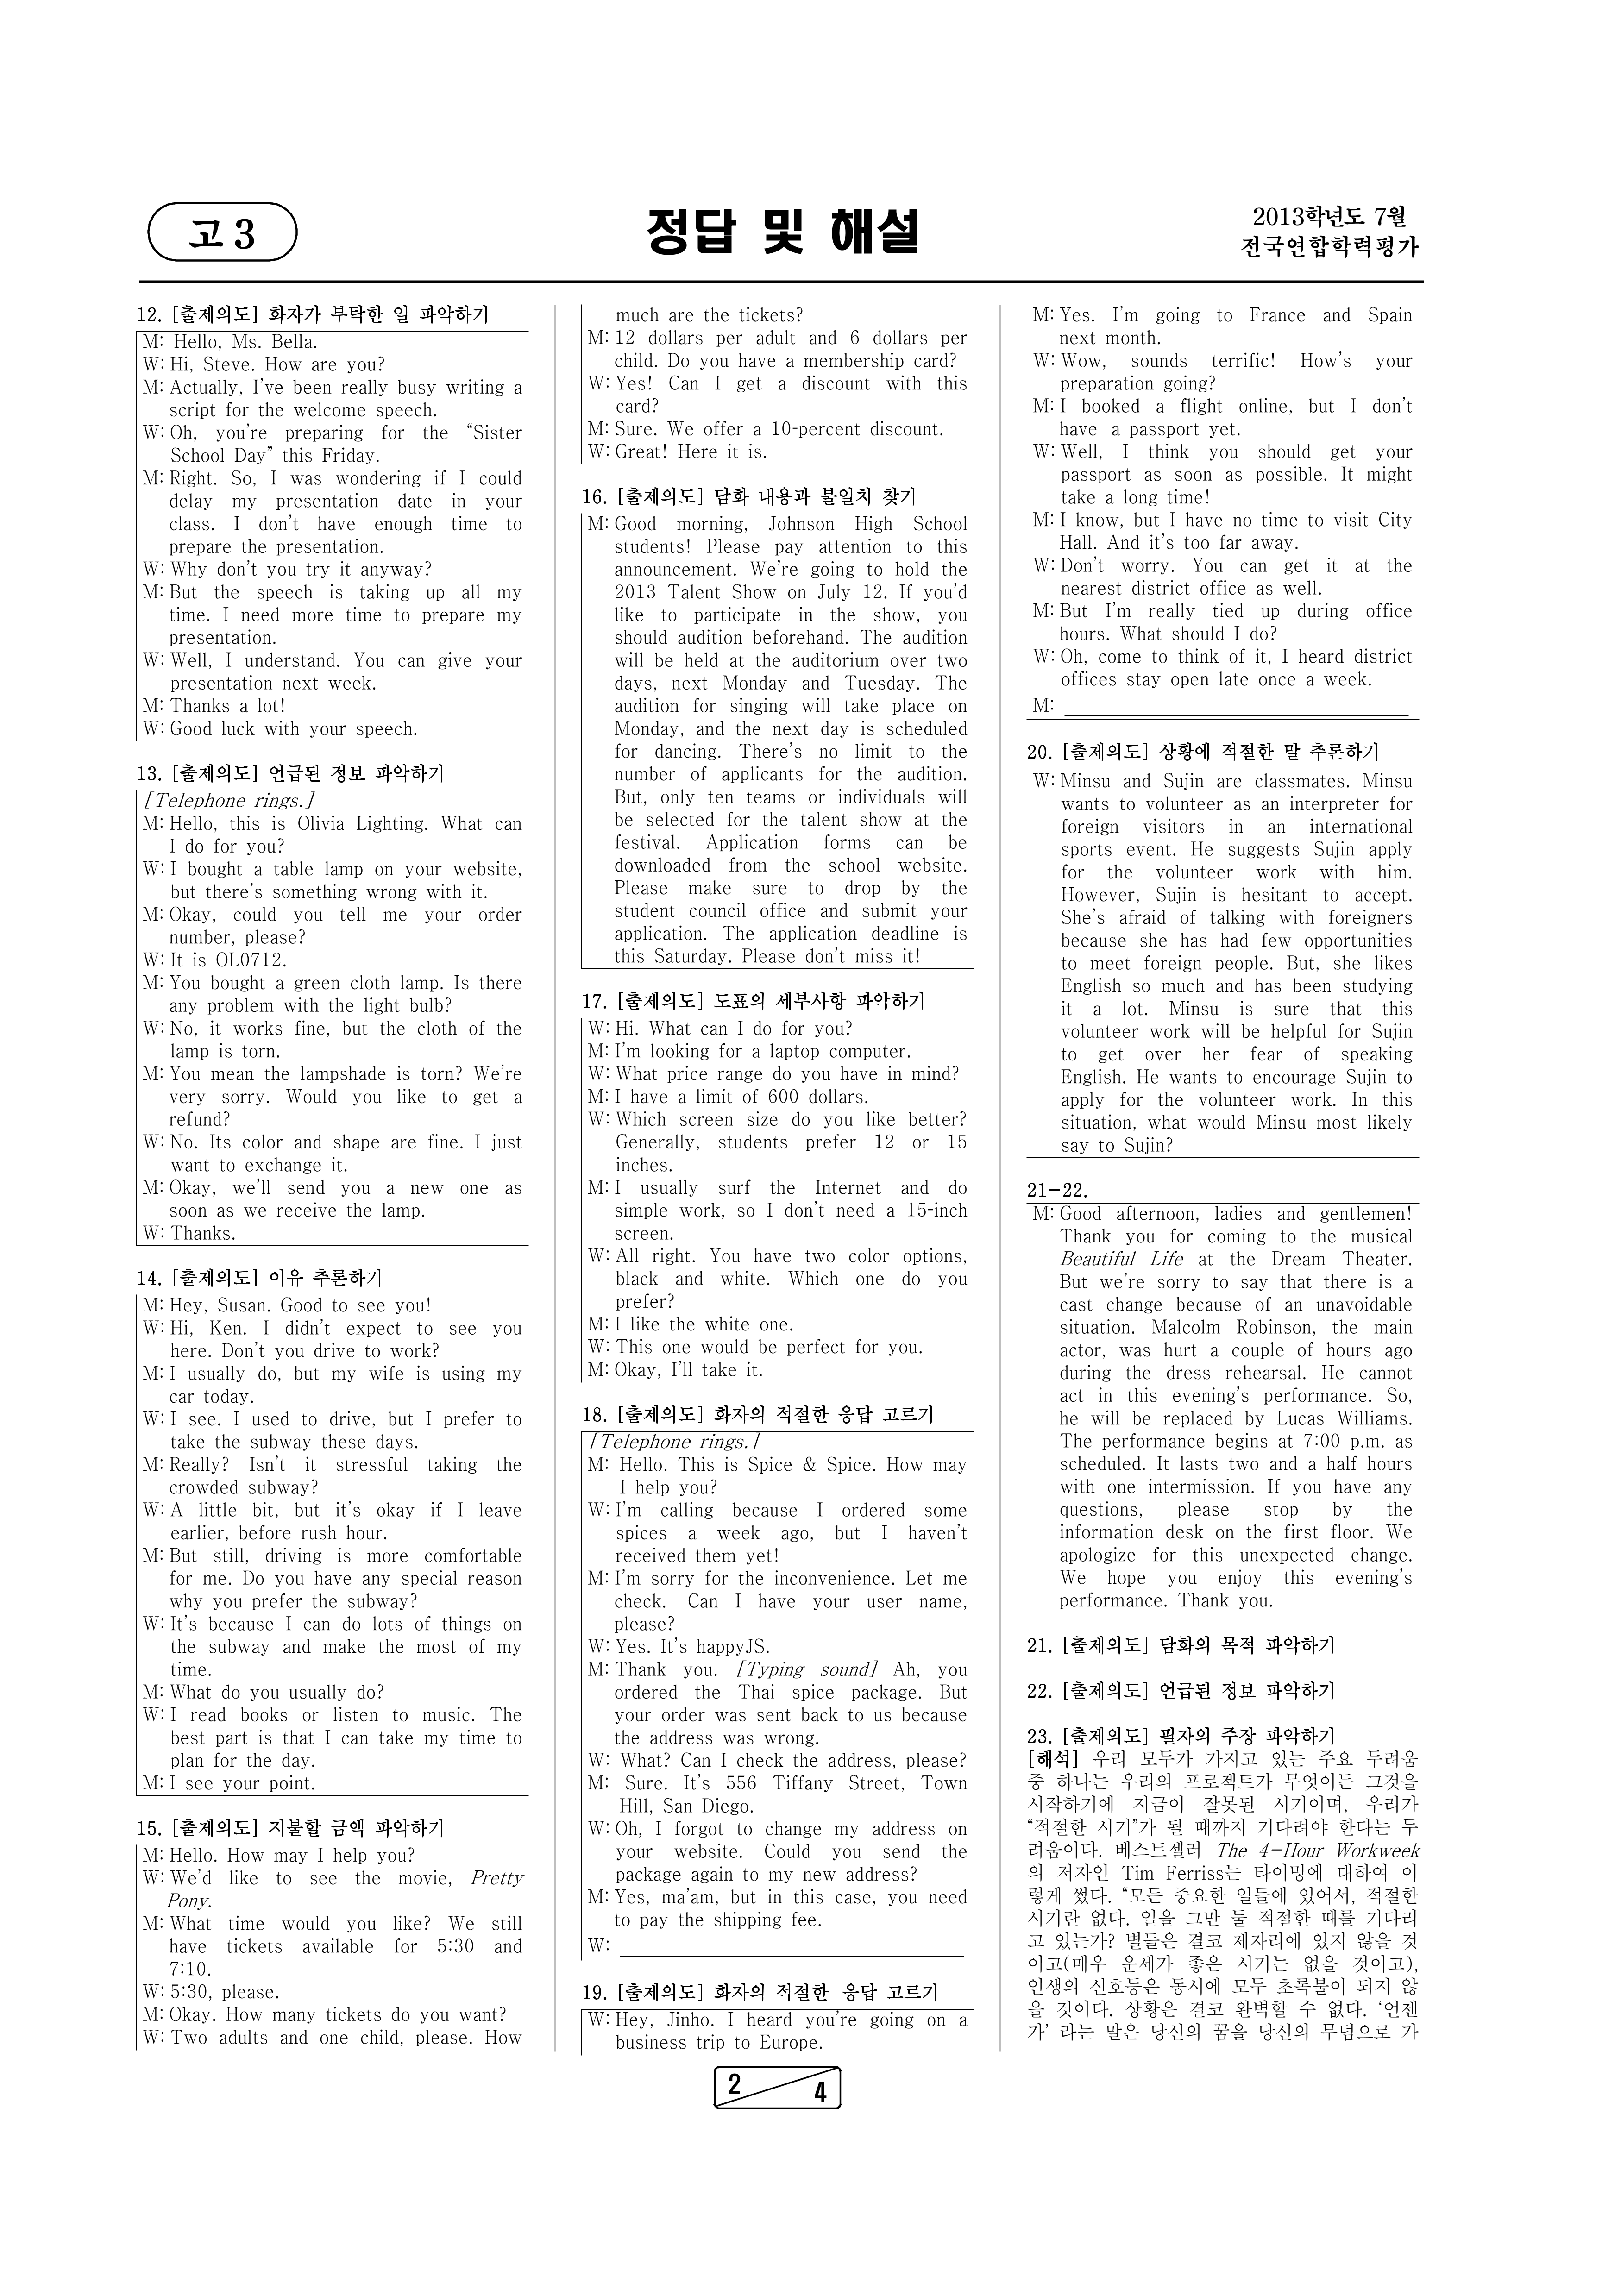 고 3
정답 및 해설
2013학년도 7월
전국연합학력평가
12. [출제의도] 화자가 부탁한 일 파악하기
M: Hello, Ms. Bella.
W: Hi, Steve. How are you?
M: Actually, I've been really busy writing a
script for the welcome speech.
W: Oh, you're preparing for the “Sister
School Day” this Friday.
M: Right. So, I was wondering if I could
delay my presentation date in your
class. I don't have enough time to
prepare the presentation.
W: Why don't you try it anyway?
M: But the speech is taking up all my
time. I need more time to prepare my
presentation.
W: Well, I understand. You can give your
presentation next week.
M: Thanks a lot!
W: Good luck with your speech.
13. [출제의도] 언급된 정보 파악하기
[Telephone rings.]
M: Hello, this is Olivia Lighting. What can
I do for you?
W: I bought a table lamp on your website,
but there's something wrong with it.
M: Okay, could you tell me your order
number, please?
W: It is OL0712.
M: You bought a green cloth lamp. Is there
any problem with the light bulb?
W: No, it works fine, but the cloth of the
lamp is torn.
M: You mean the lampshade is torn? We're
very sorry. Would you like to get a
refund?
W: No. Its color and shape are fine. I just
want to exchange it.
M: Okay, we'll send you a new one as
soon as we receive the lamp.
W: Thanks.
14. [출제의도] 이유 추론하기
M: Hey, Susan. Good to see you!
W: Hi, Ken. I didn't expect to see you
here. Don't you drive to work?
M: I usually do, but my wife is using my
car today.
W: I see. I used to drive, but I prefer to
take the subway these days.
M: Really? Isn't it stressful taking the
crowded subway?
W: A little bit, but it's okay if I leave
earlier, before rush hour.
M: But still, driving is more comfortable
for me. Do you have any special reason
why you prefer the subway?
W: It's because I can do lots of things on
the subway and make the most of my
time.
M: What do you usually do?
W: I read books or listen to music. The
best part is that I can take my time to
plan for the day.
M: I see your point.
15. [출제의도] 지불할 금액 파악하기
M: Hello. How may I help you?
W: We'd like to see the movie, Pretty
Pony.
M: What time would you like? We still
have tickets available for 5:30 and
7:10.
W: 5:30, please.
M: Okay. How many tickets do you want?
W: Two adults and one child, please. How
much are the tickets?
M: 12 dollars per adult and 6 dollars per
child. Do you have a membership card?
W: Yes! Can I get a discount with this
card?
M: Sure. We offer a 10-percent discount.
W: Great! Here it is.
16. [출제의도] 담화 내용과 불일치 찾기
M: Good morning, Johnson High School
students! Please pay attention to this
announcement. We're going to hold the
2013 Talent Show on July 12. If you'd
like to participate in the show, you
should audition beforehand. The audition
will be held at the auditorium over two
days, next Monday and Tuesday. The
audition for singing will take place on
Monday, and the next day is scheduled
for dancing. There's no limit to the
number of applicants for the audition.
But, only ten teams or individuals will
be selected for the talent show at the
festival. Application forms can be
downloaded from the school website.
Please make sure to drop by the
student council office and submit your
application. The application deadline is
this Saturday. Please don't miss it!
17. [출제의도] 도표의 세부사항 파악하기
W: Hi. What can I do for you?
M: I'm looking for a laptop computer.
W: What price range do you have in mind?
M: I have a limit of 600 dollars.
W: Which screen size do you like better?
Generally, students prefer 12 or 15
inches.
M: I usually surf the Internet and do
simple work, so I don't need a 15-inch
screen.
W: All right. You have two color options,
black and white. Which one do you
prefer?
M: I like the white one.
W: This one would be perfect for you.
M: Okay, I'll take it.
18. [출제의도] 화자의 적절한 응답 고르기
[Telephone rings.]
M: Hello. This is Spice & Spice. How may
I help you?
W: I'm calling because I ordered some
spices a week ago, but I haven't
received them yet!
M: I'm sorry for the inconvenience. Let me
check. Can I have your user name,
please?
W: Yes. It's happyJS.
M: Thank you. [Typing sound] Ah, you
ordered the Thai spice package. But
your order was sent back to us because
the address was wrong.
W: What? Can I check the address, please?
M: Sure. It's 556 Tiffany Street, Town
Hill, San Diego.
W: Oh, I forgot to change my address on
your website. Could you send the
package again to my new address?
M: Yes, ma'am, but in this case, you need
to pay the shipping fee.
W:
19. [출제의도] 화자의 적절한 응답 고르기
W: Hey, Jinho. I heard you're going on a
business trip to Europe.
M: Yes. I'm going to France and Spain
next month.
W: Wow, sounds terrific! How's your
preparation going?
M: I booked a flight online, but I don't
have a passport yet.
W: Well, I think you should get your
passport as soon as possible. It might
take a long time!
M: I know, but I have no time to visit City
Hall. And it's too far away.
W: Don't worry. You can get it at the
nearest district office as well.
M: But I'm really tied up during office
hours. What should I do?
W: Oh, come to think of it, I heard district
offices stay open late once a week.
M:
20. [출제의도] 상황에 적절한 말 추론하기
W: Minsu and Sujin are classmates. Minsu
wants to volunteer as an interpreter for
foreign visitors in an international
sports event. He suggests Sujin apply
for the volunteer work with him.
However, Sujin is hesitant to accept.
She's afraid of talking with foreigners
because she has had few opportunities
to meet foreign people. But, she likes
English so much and has been studying
it a lot. Minsu is sure that this
volunteer work will be helpful for Sujin
to get over her fear of speaking
English. He wants to encourage Sujin to
apply for the volunteer work. In this
situation, what would Minsu most likely
say to Sujin?
21-22.
M: Good afternoon, ladies and gentlemen!
Thank you for coming to the musical
Beautiful Life at the Dream Theater.
But we're sorry to say that there is a
cast change because of an unavoidable
situation. Malcolm Robinson, the main
actor, was hurt a couple of hours ago
during the dress rehearsal. He cannot
act in this evening's performance. So,
he will be replaced by Lucas Williams.
The performance begins at 7:00 p.m. as
scheduled. It lasts two and a half hours
with one intermission. If you have any
questions, please stop by the
information desk on the first floor. We
apologize for this unexpected change.
We hope you enjoy this evening's
performance. Thank you.
21. [출제의도] 담화의 목적 파악하기
22. [출제의도] 언급된 정보 파악하기
23. [출제의도] 필자의 주장 파악하기
[해석] 우리 모두가 가지고 있는 주요 두려움
중 하나는 우리의 프로젝트가 무엇이든 그것을
시작하기에 지금이 잘못된 시기이며, 우리가
“적절한 시기”가 될 때까지 기다려야 한다는 두
려움이다. 베스트셀러 The 4-Hour Workweek
의 저자인 Tim Ferriss는 타이밍에 대하여 이
렇게 썼다. “모든 중요한 일들에 있어서, 적절한
시기란 없다. 일을 그만 둘 적절한 때를 기다리
고 있는가? 별들은 결코 제자리에 있지 않을 것
이고(매우 운세가 좋은 시기는 없을 것이고),
인생의 신호등은 동시에 모두 초록불이 되지 않
을 것이다. 상황은 결코 완벽할 수 없다. ‘언젠
가’ 라는 말은 당신의 꿈을 당신의 무덤으로 가
2
4